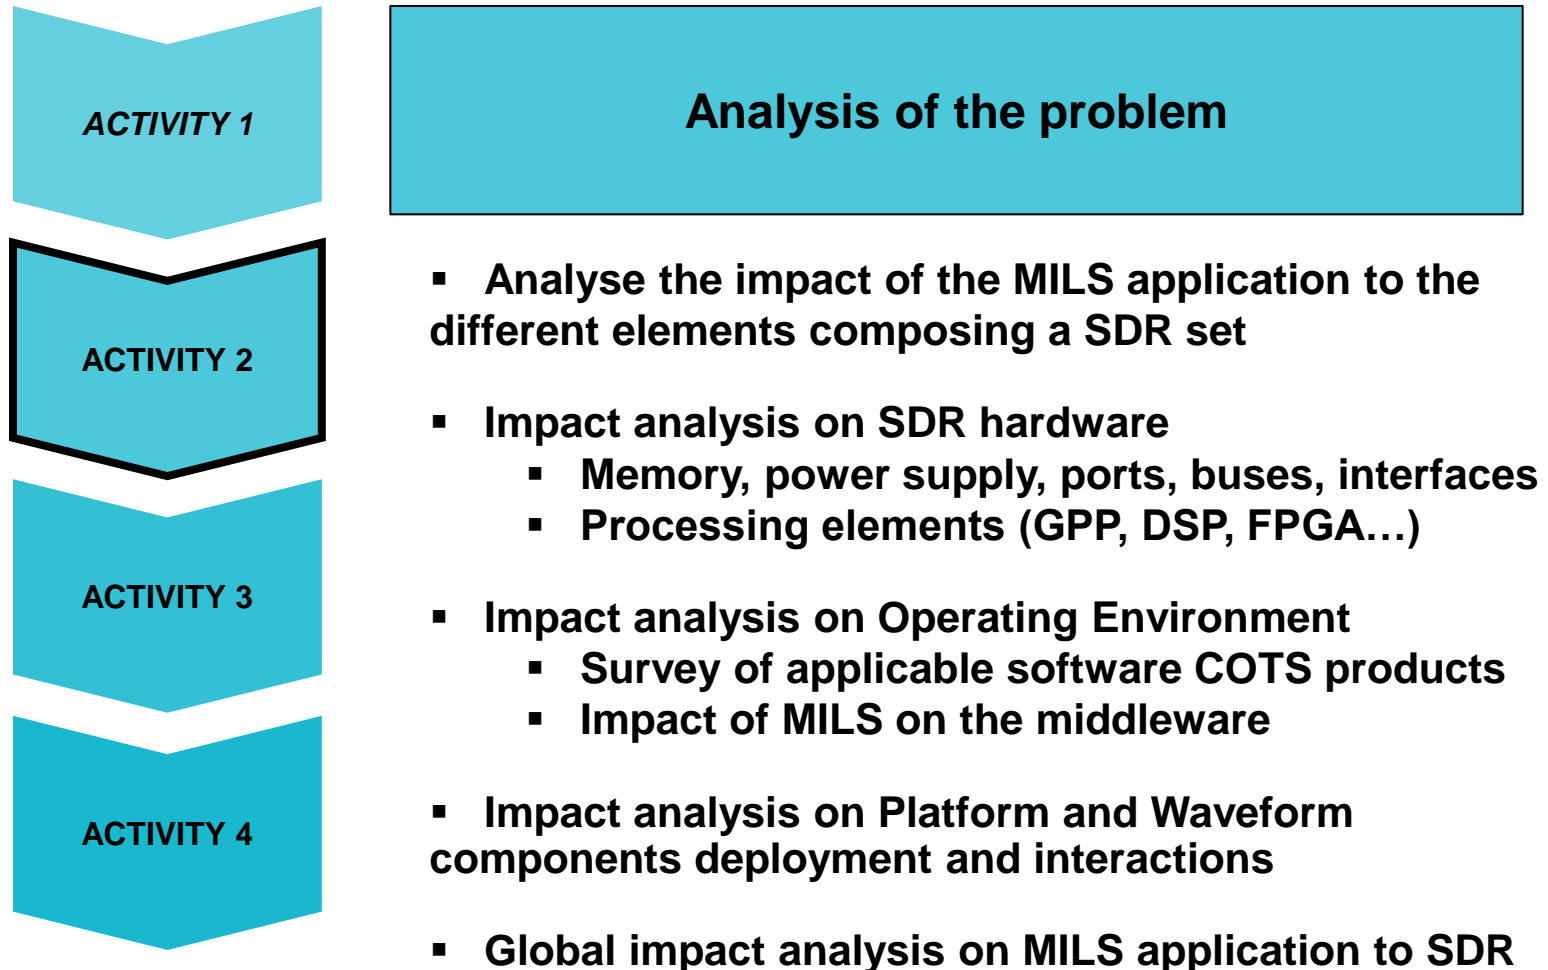 ACTIVITY 1
Analysis of the problem
ACTIVITY 2
▪ Analyse the impact of the MILS application to the
different elements composing a SDR set
▪ Impact analysis on SDR hardware
▪ Memory, power supply, ports, buses, interfaces
▪ Processing elements (GPP, DSP, FPGA…)
ACTIVITY 3
▪ Impact analysis on Operating Environment
▪ Survey of applicable software COTS products
▪ Impact of MILS on the middleware
ACTIVITY 4
▪ Impact analysis on Platform and Waveform
components deployment and interactions
▪ Global impact analysis on MILS application to SDR